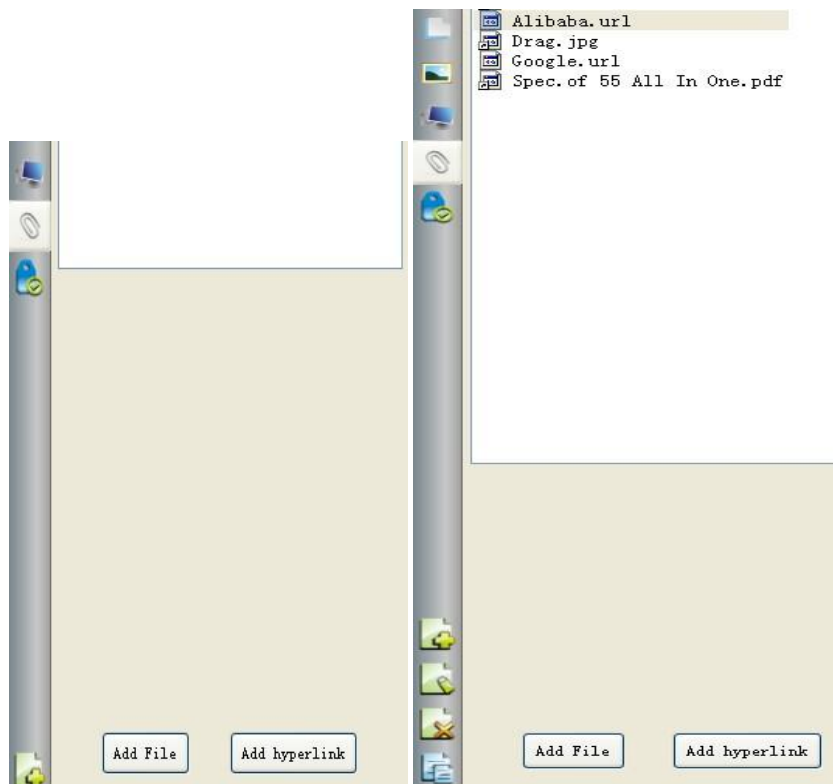 Alibaba.url
Drag.jpg
Google.url
Spec.of 55 All In One.pdf
Add File
Add hyperlink
Add File
Add hyperlink